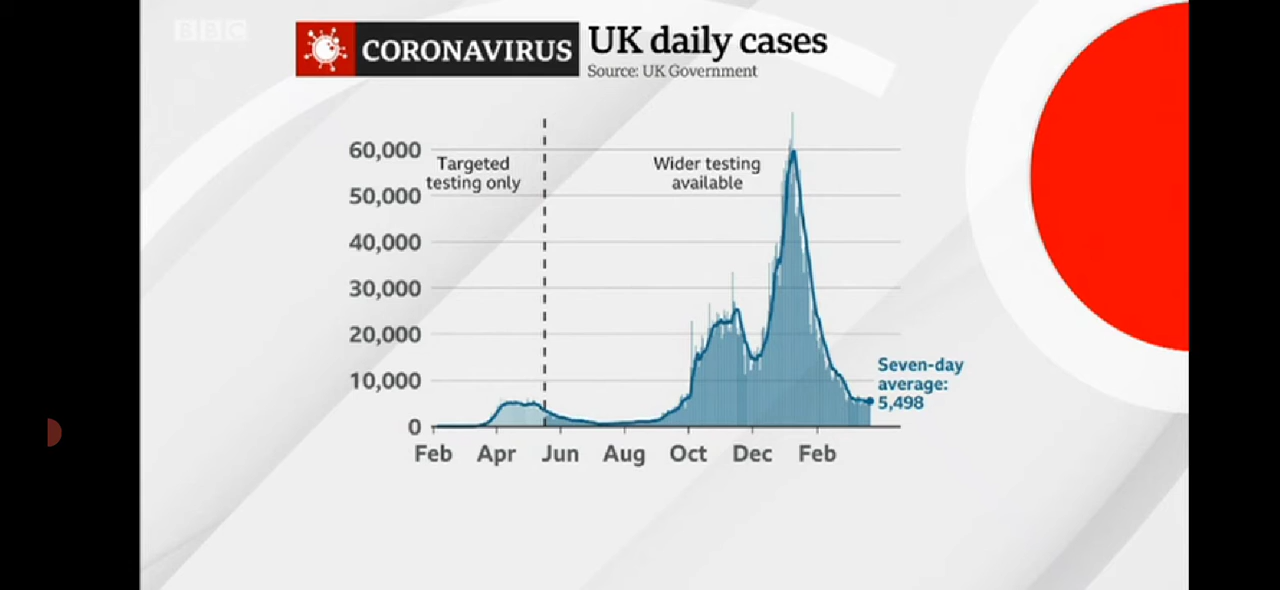 BBC
CORONAVIRUS
UK daily cases
Source: UK Government
60,000
50,000
40,000
30,000
20,000
10,000
0
Targeted
testing only
Wider testing
available
Seven-day
average:
5,498
Feb Apr Jun Aug Oct Dec Feb